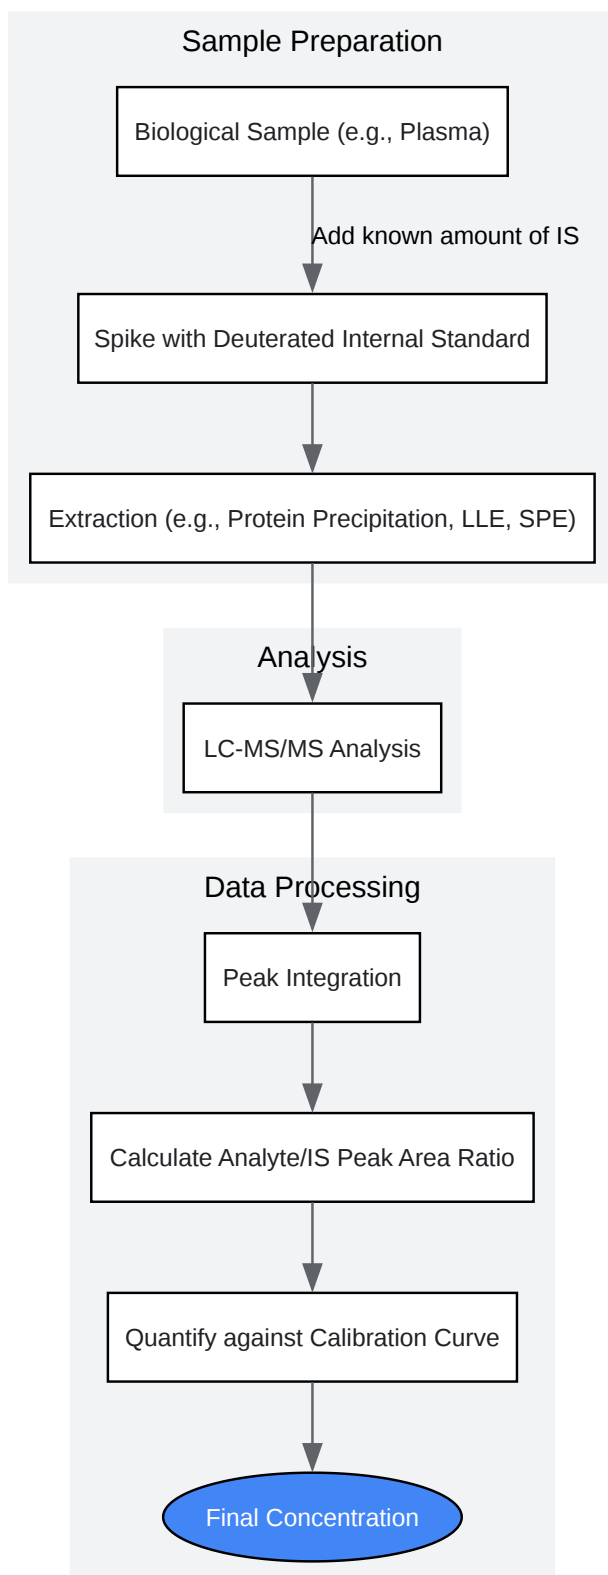 Sample Preparation
Biological Sample (e.g., Plasma)
Add known amount of IS
Spike with Deuterated Internal Standard
Extraction (e.g., Protein Precipitation, LLE, SPE)
Analysis
LC-MS/MS Analysis
Data Processing
Peak Integration
Calculate Analyte/IS Peak Area Ratio
Quantify against Calibration Curve
Final Concentration